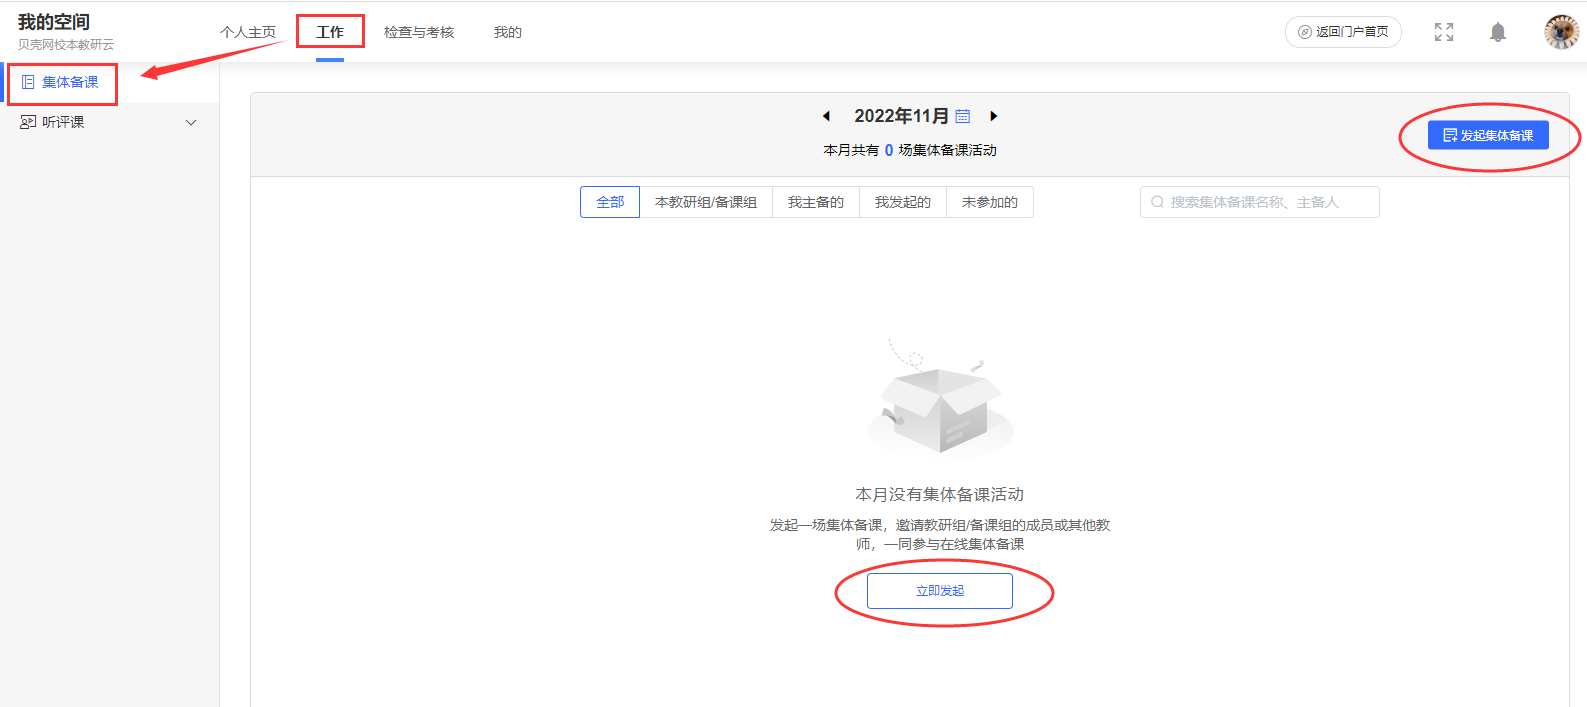 我的空间
贝壳网校本教研云
个人主页
工作
检查与考核
我的
返回门户首页
集体备课
听评课
2022年11月
本月共有 0 场集体备课活动
发起集体备课
全部
本教研组/备课组
我主备的
我发起的
未参加的
搜索集体备课名称、主备人
本月没有集体备课活动
发起一场集体备课，邀请教研组/备课组的成员或其他教
师，一同参与在线集体备课
立即发起